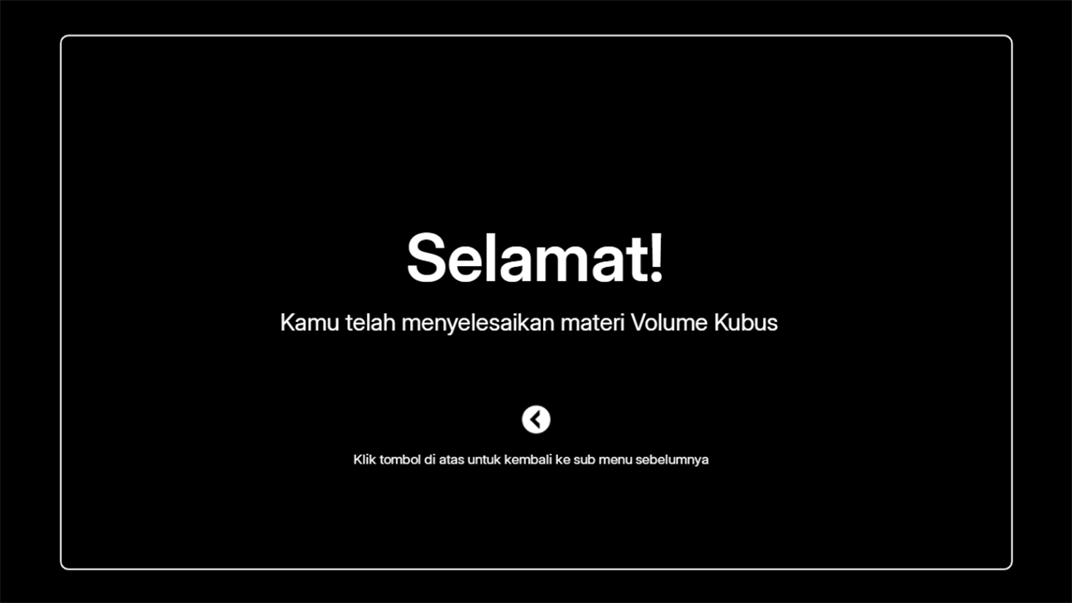 Selamat!
Kamu telah menyelesaikan materi Volume Kubus
Klik tombol di atas untuk kembali ke sub menu sebelumnya